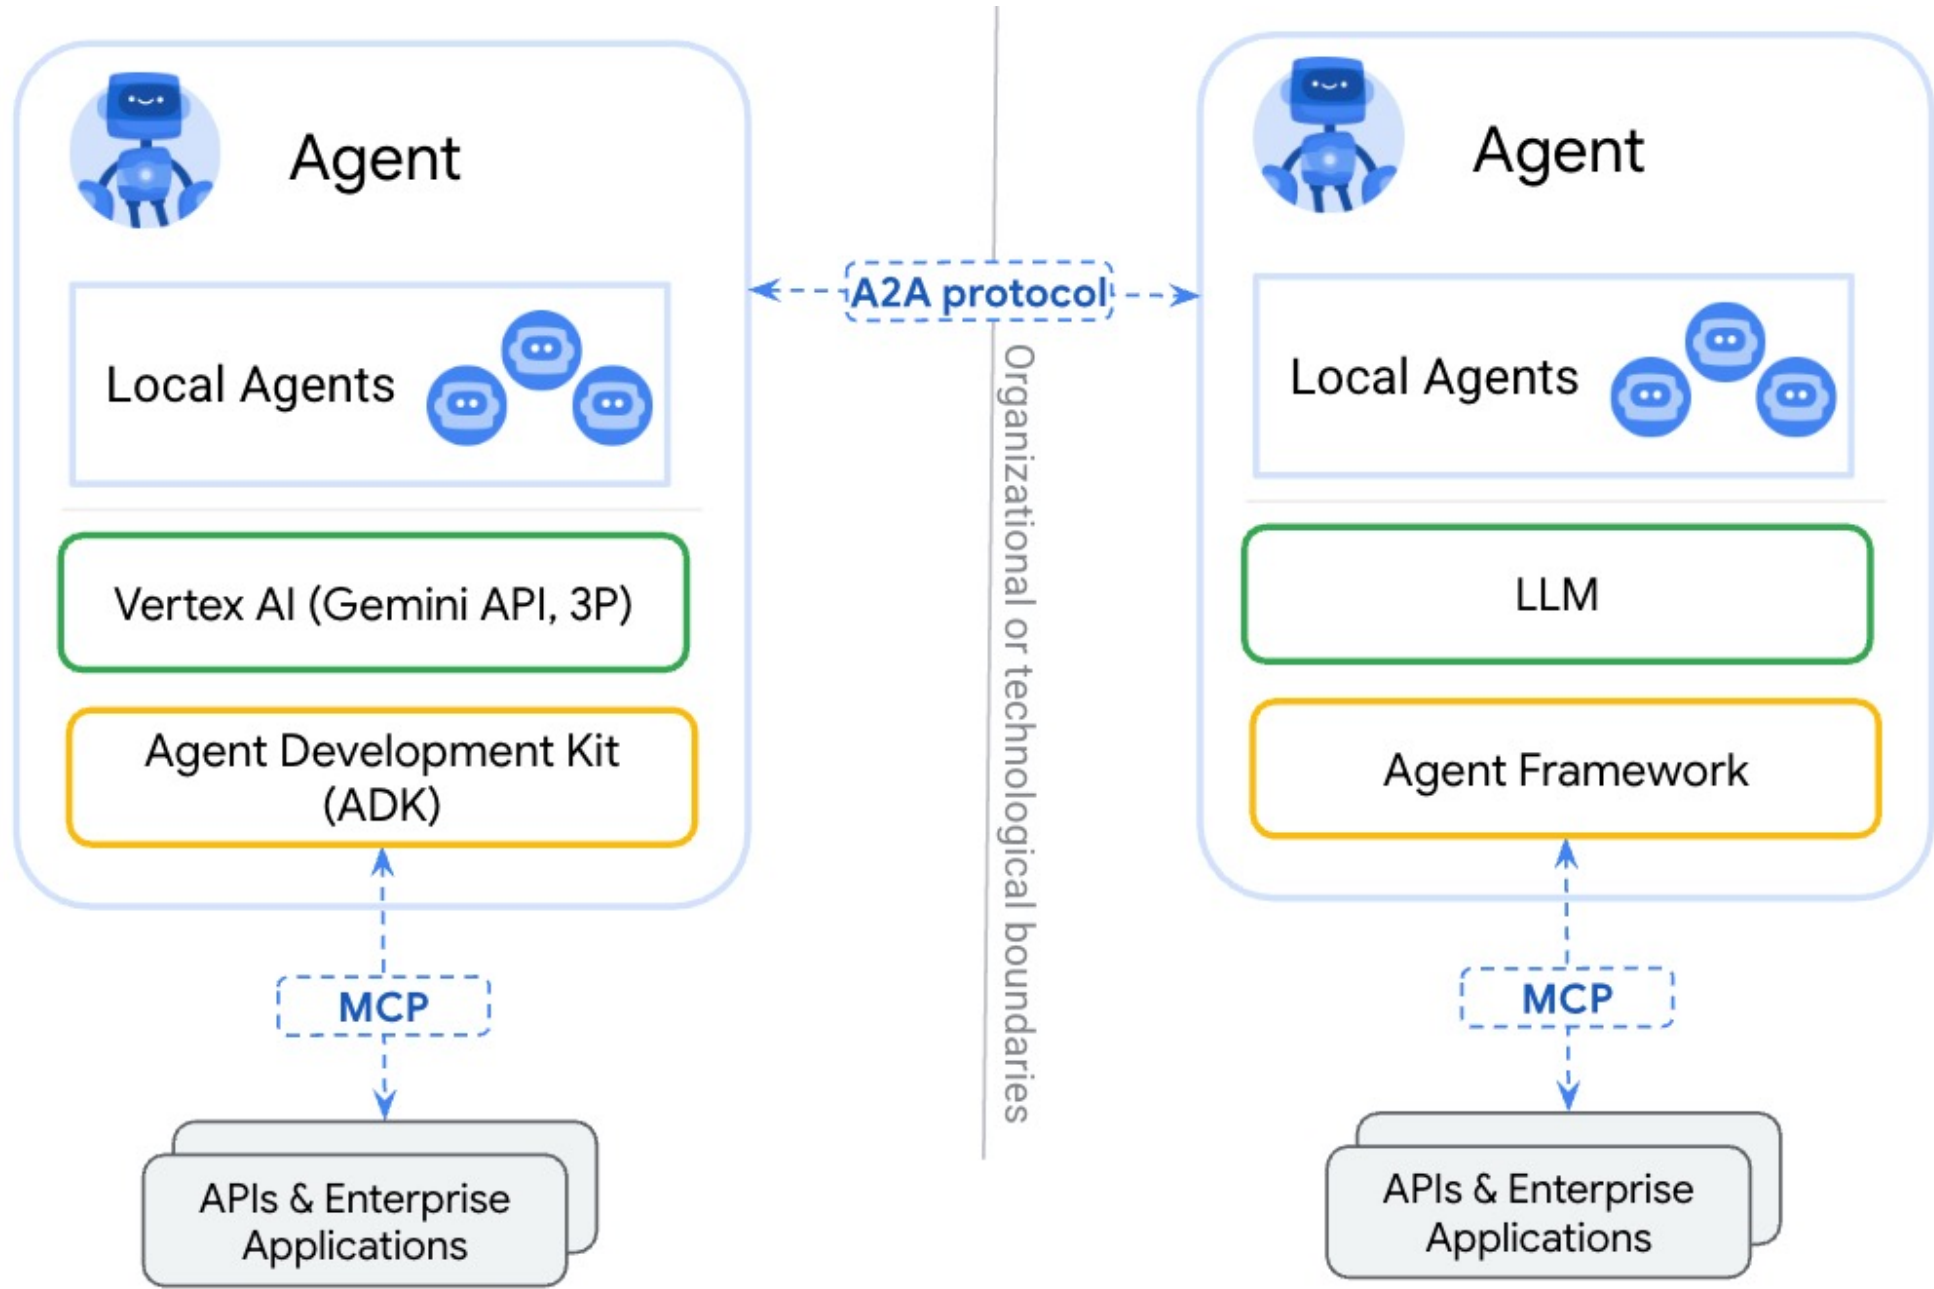 Agent
Local Agents
Vertex AI (Gemini API, 3P)
Agent Development Kit
(ADK)
MCP
APIs & Enterprise
Applications
A2A protocol
Organizational or technological boundaries
Agent
Local Agents
LLM
Agent Framework
MCP
APIs & Enterprise
Applications